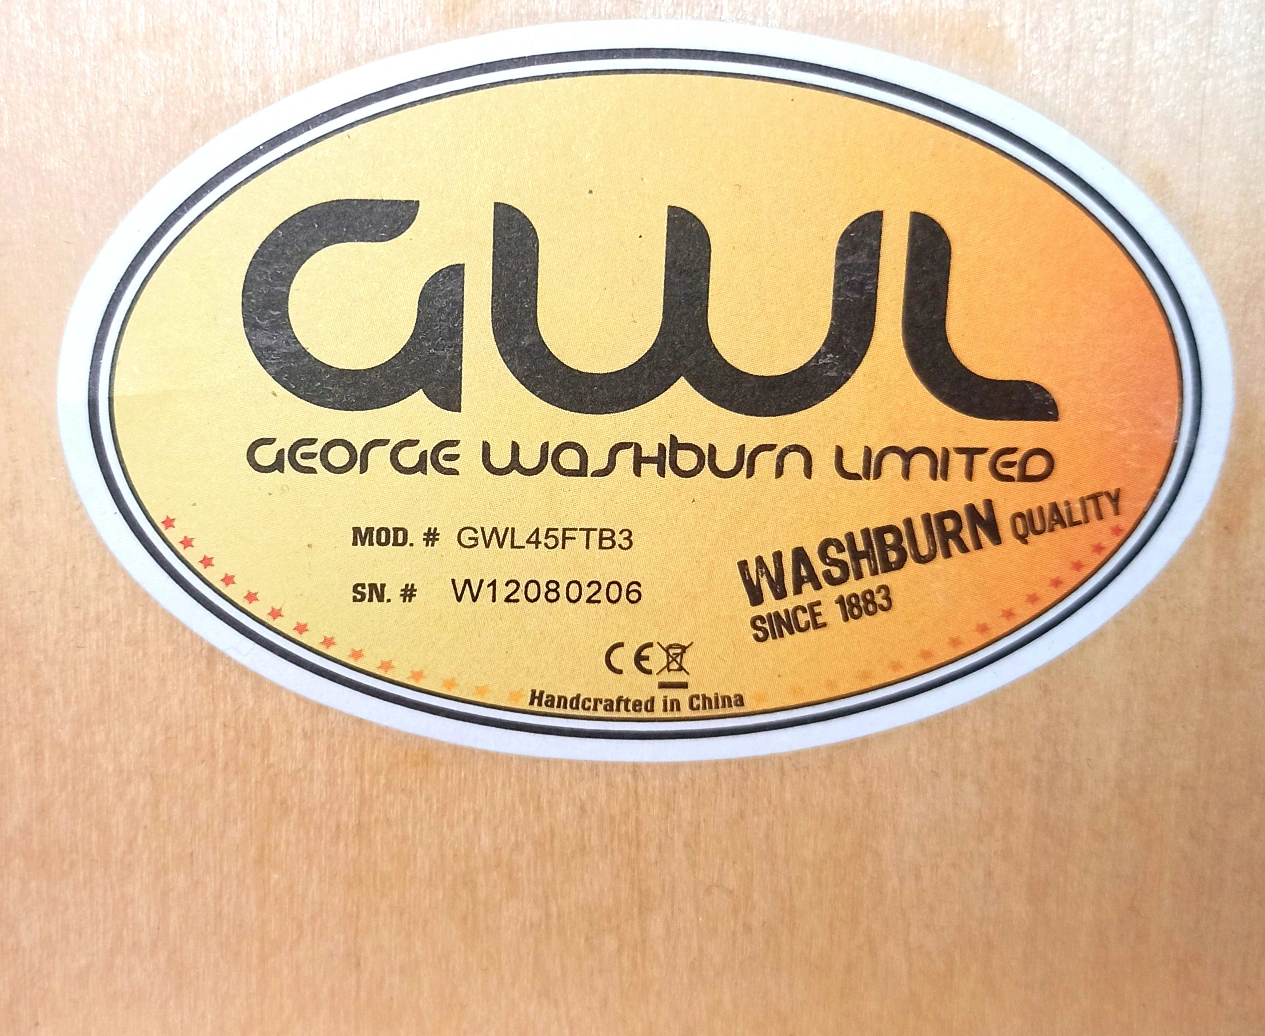 GWL
GEORGE WASHBURN LIMITED
MOD. # GWL45FTB3
SN. # W12080206
WASHBURN QUALITY
SINCE 1883
CE
Handcrafted in China